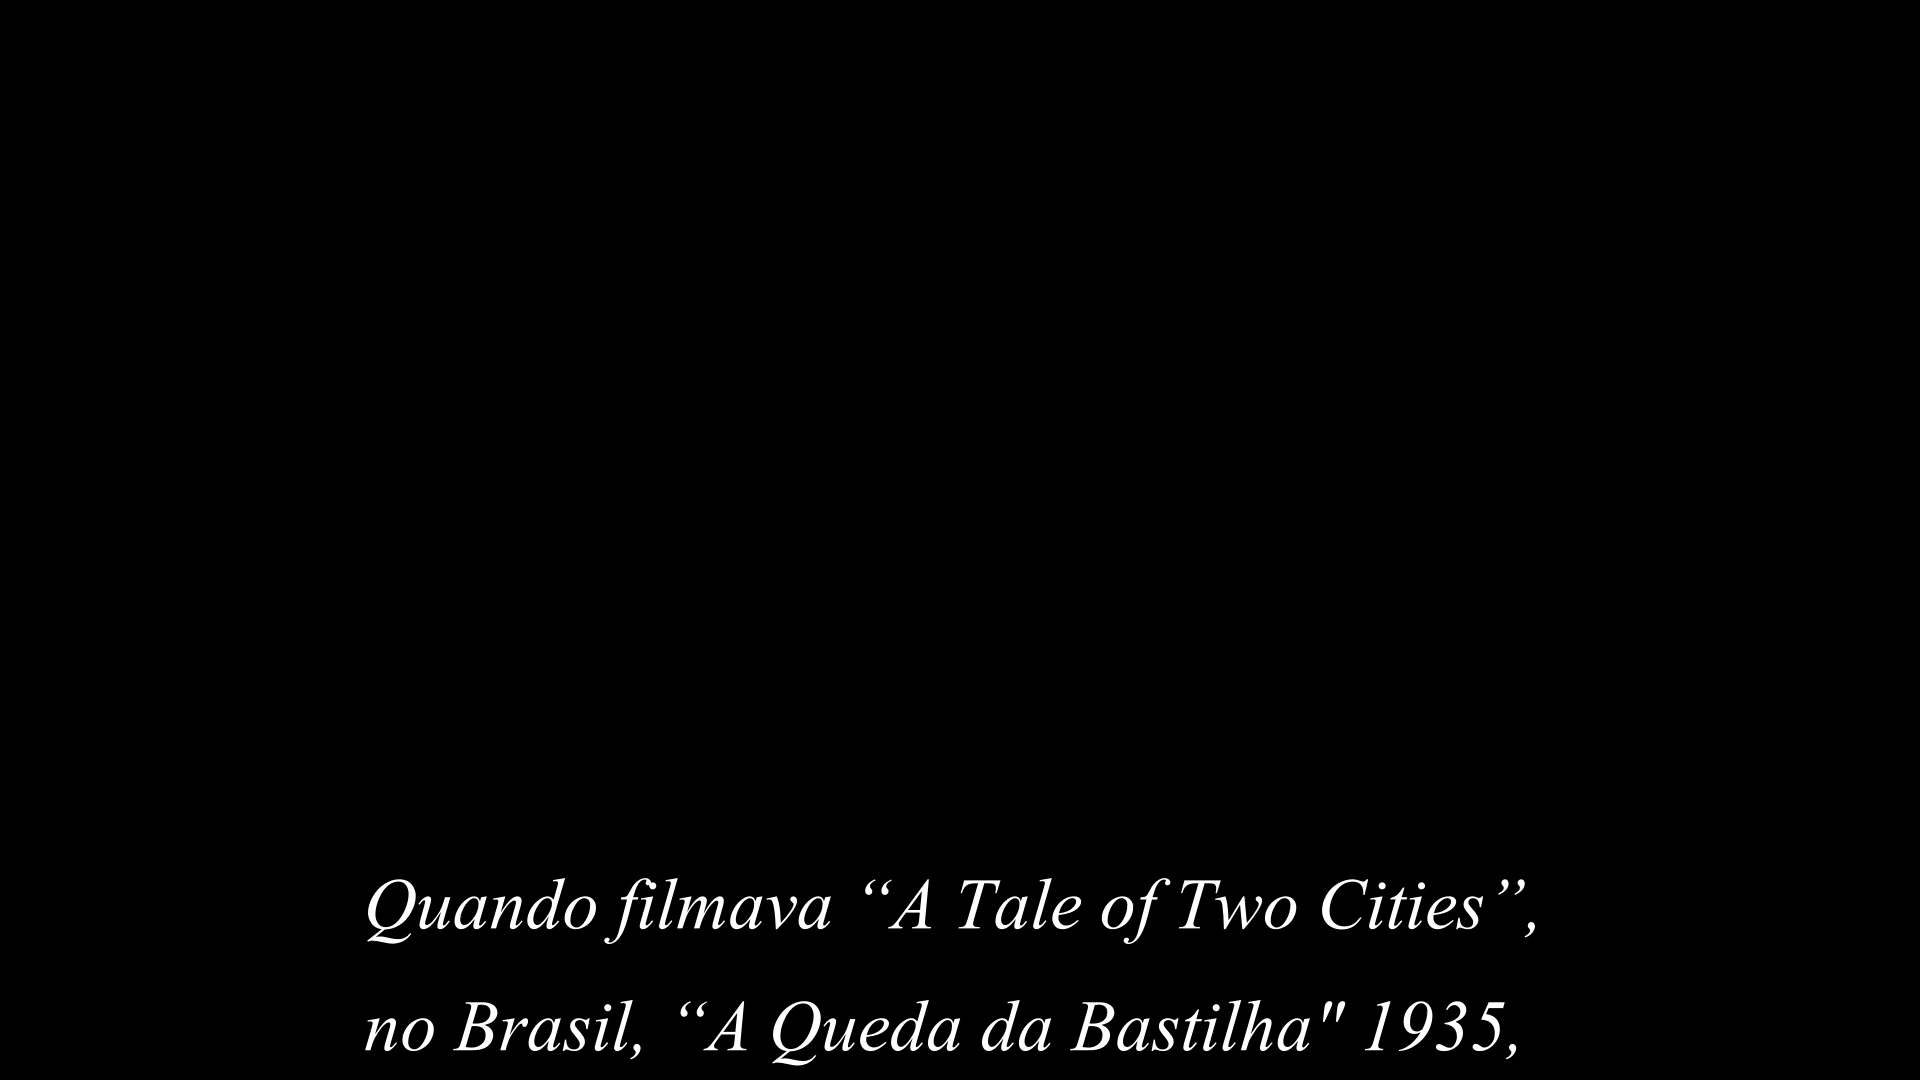 Quando filmava “A Tale of Two Cities”,
no Brasil, “A Queda da Bastilha" 1935,